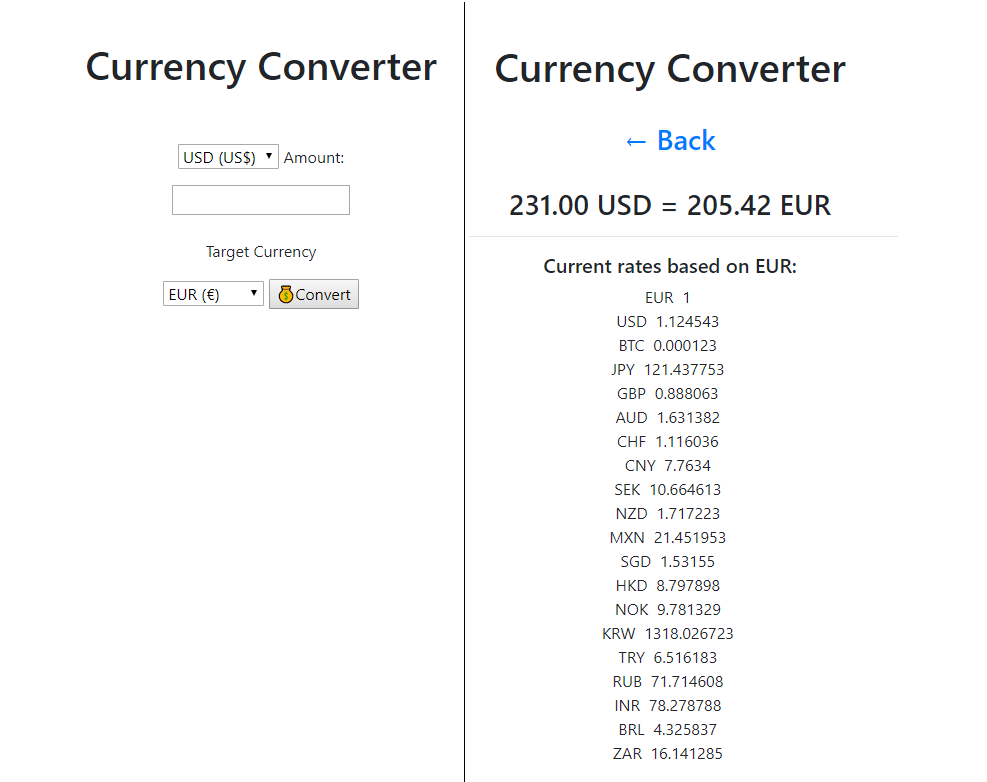 Currency Converter
USD (US$) Amount:
Target Currency
EUR (€) Convert
Currency Converter
← Back
231.00 USD = 205.42 EUR
Current rates based on EUR:
EUR 1
USD 1.124543
BTC 0.000123
JPY 121.437753
GBP 0.888063
AUD 1.631382
CHF 1.116036
CNY 7.7634
SEK 10.664613
NZD 1.717223
MXN 21.451953
SGD 1.53155
HKD 8.797898
NOK 9.781329
KRW 1318.026723
TRY 6.516183
RUB 71.714608
INR 78.278788
BRL 4.325837
ZAR 16.141285